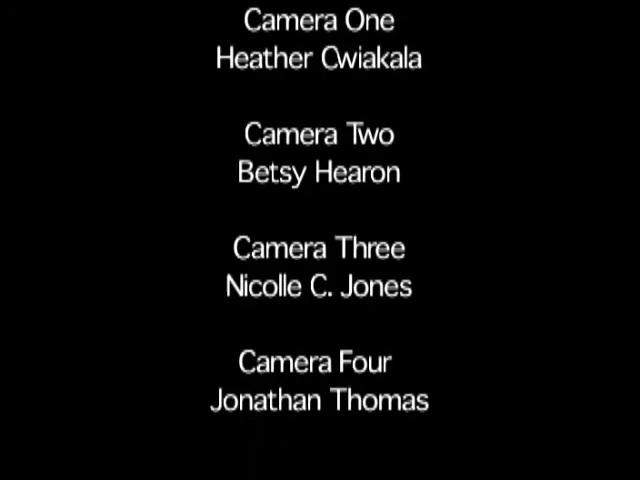 Camera One
Heather Cwiakala
Camera Two
Betsy Hearon
Camera Three
Nicolle C. Jones
Camera Four
Jonathan Thomas